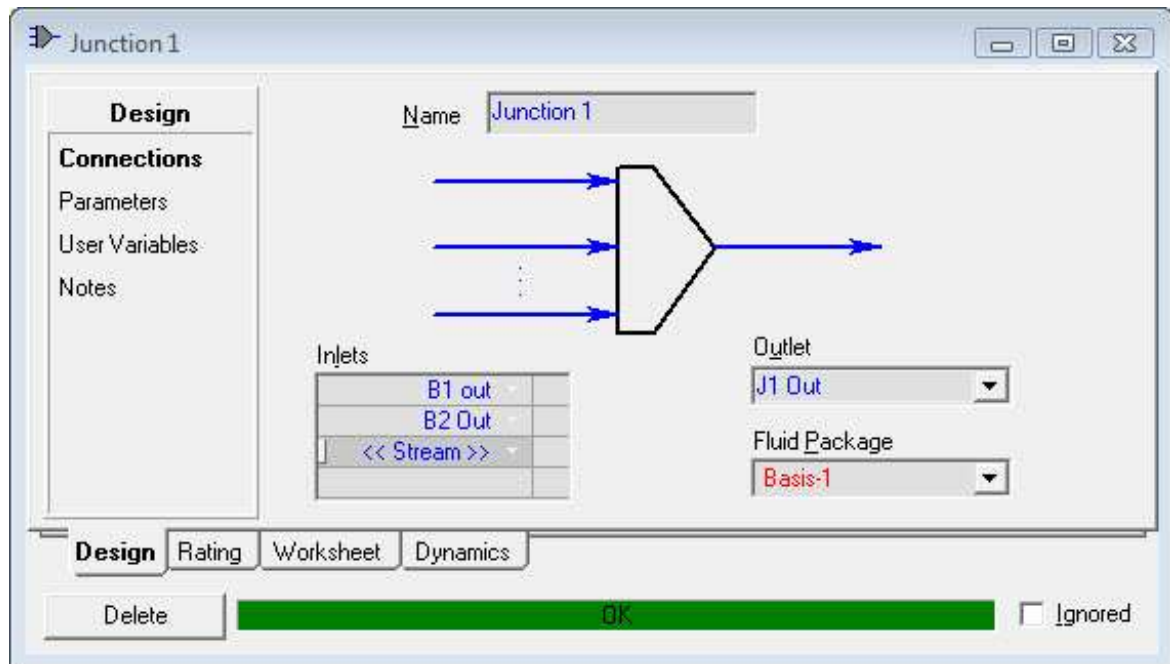 Junction 1
Design
Connections
Parameters
User Variables
Notes
Name Junction 1
Inlets
B1 out
B2 Out
<< Stream >>
Outlet
J1 Out
Fluid Package
Basis-1
Design Rating Worksheet Dynamics
Delete OK Ignored